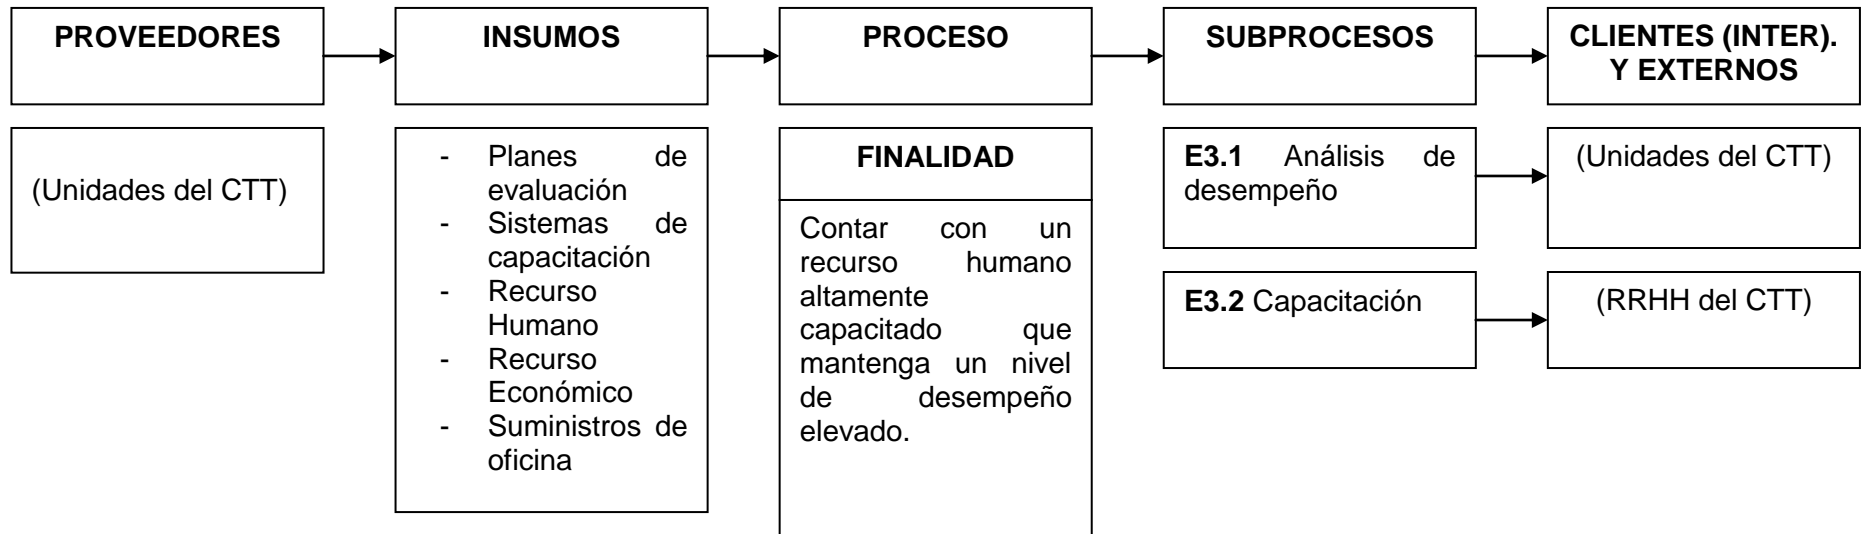 PROVEEDORES
INSUMOS
PROCESO
SUBPROCESOS
CLIENTES (INTER).
Y EXTERNOS
(Unidades del CTT)
- Planes de
evaluación
- Sistemas de
capacitación
- Recurso
Humano
- Recurso
Económico
- Suministros de
oficina
FINALIDAD
Contar con un
recurso humano
altamente
capacitado que
mantenga un nivel
de desempeño
elevado.
E3.1 Análisis de
desempeño
(Unidades del CTT)
E3.2 Capacitación
(RRHH del CTT)